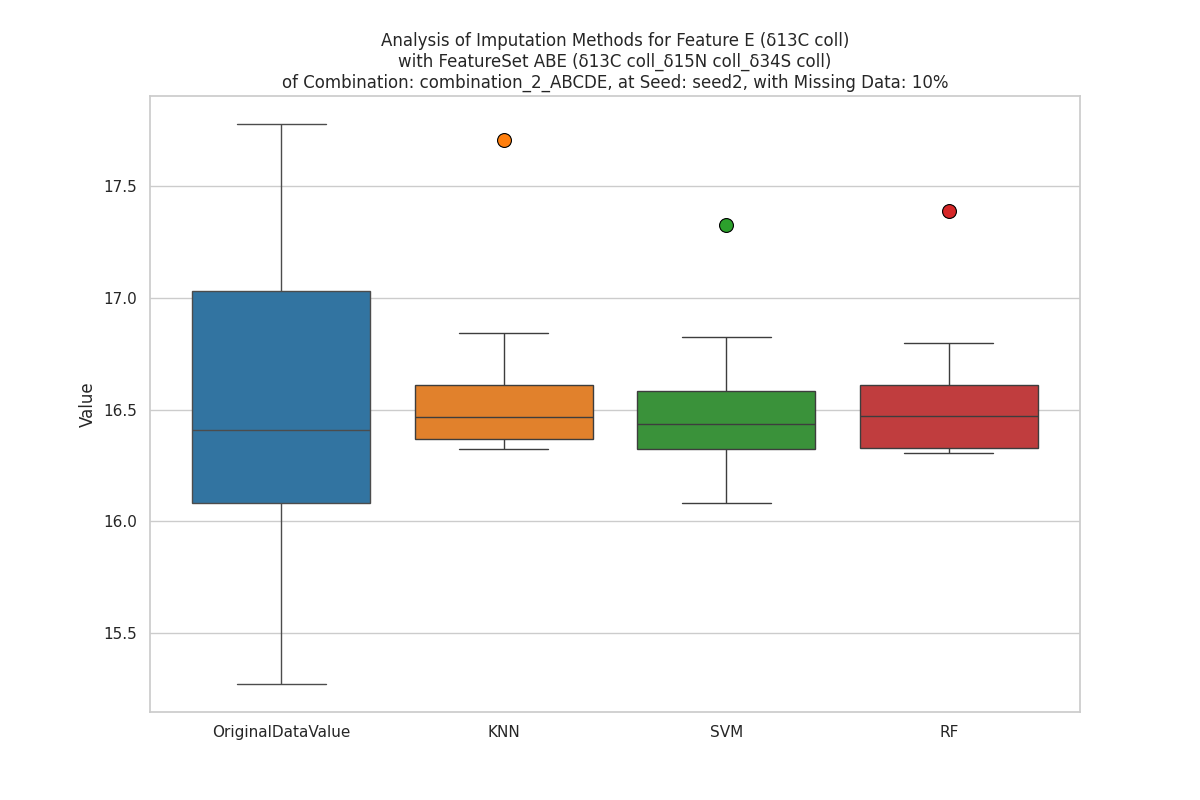 Analysis of Imputation Methods for Feature E (δ13C coll)
with FeatureSet ABE (δ13C coll_δ15N coll_δ34S coll)
of Combination: combination_2_ABCDE, at Seed: seed2, with Missing Data: 10%
17.5
17.0
16.5
16.0
15.5
Value
OriginalDataValue KNN SVM RF